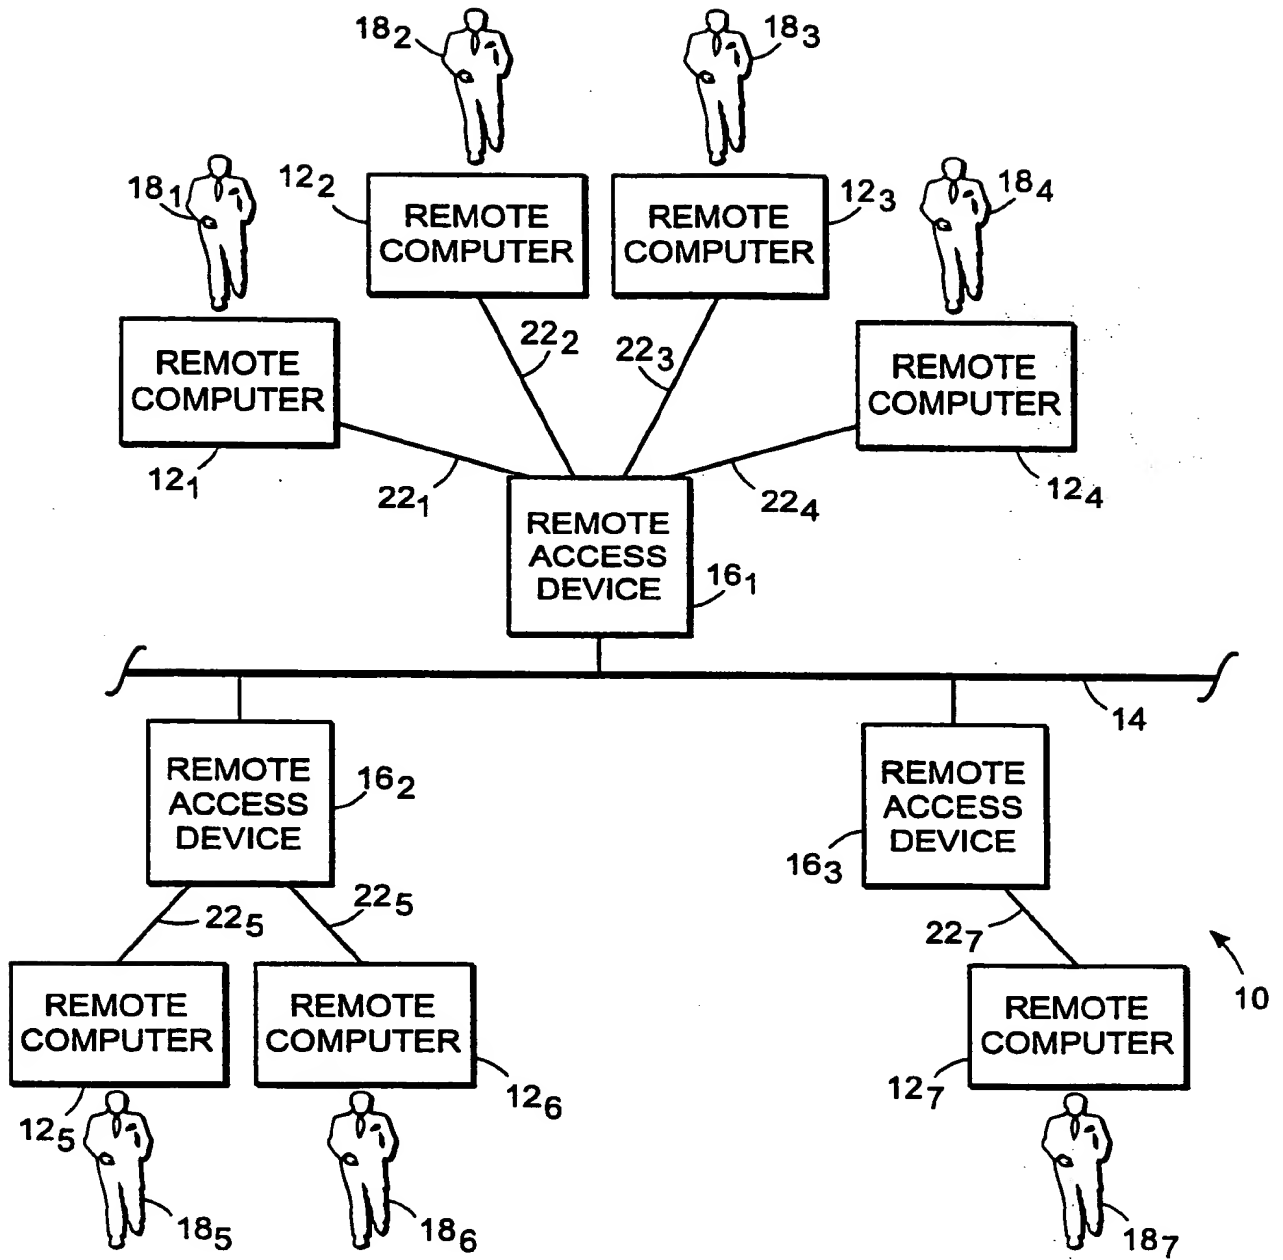 18₂
18₃
18₁
12₂
REMOTE
COMPUTER
REMOTE
COMPUTER
12₃
18₄
REMOTE
COMPUTER
22₂
22₃
REMOTE
COMPUTER
12₁
22₁
22₄
12₄
REMOTE
ACCESS
DEVICE
16₁
14
REMOTE
ACCESS
DEVICE
16₂
REMOTE
ACCESS
DEVICE
16₃
22₅
22₅
22₇
10
REMOTE
COMPUTER
REMOTE
COMPUTER
REMOTE
COMPUTER
12₅
12₆
12₇
18₅
18₆
18₇